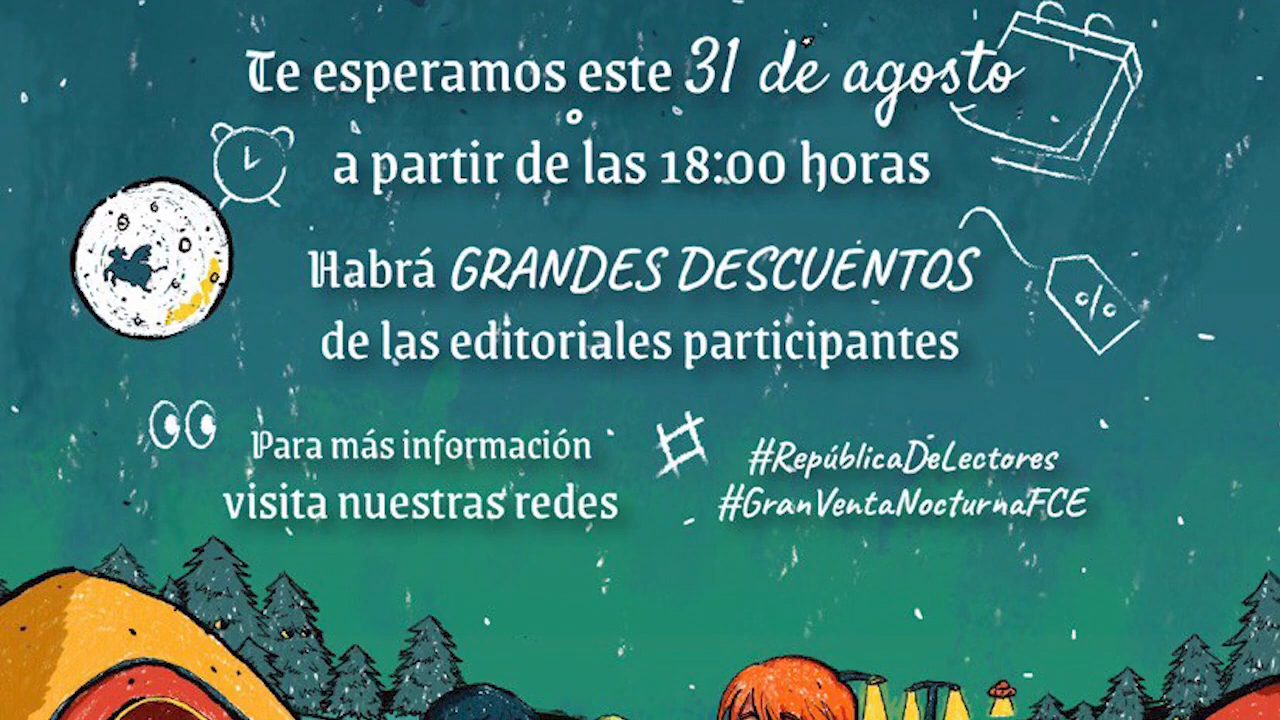 Te esperamos este 31 de agosto
a partir de las 18:00 horas
Habrá GRANDES DESCUENTOS
de las editoriales participantes
%
Para más información
visita nuestras redes
#RepúblicaDeLectores
#GranVentaNocturnaFCE